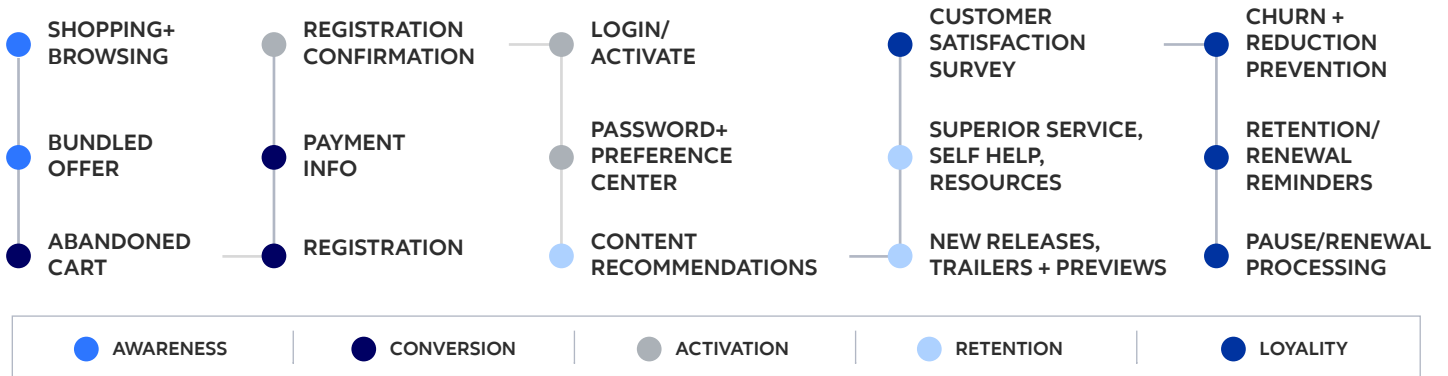 SHOPPING+
BROWSING
BUNDLED
OFFER
ABANDONED
CART
REGISTRATION
CONFIRMATION
PAYMENT
INFO
REGISTRATION
LOGIN/
ACTIVATE
PASSWORD+
PREFERENCE
CENTER
CONTENT
RECOMMENDATIONS
CUSTOMER
SATISFACTION
SURVEY
SUPERIOR SERVICE,
SELF HELP,
RESOURCES
NEW RELEASES,
TRAILERS + PREVIEWS
CHURN +
REDUCTION
PREVENTION
RETENTION/
RENEWAL
REMINDERS
PAUSE/RENEWAL
PROCESSING
AWARENESS
CONVERSION
ACTIVATION
RETENTION
LOYALITY